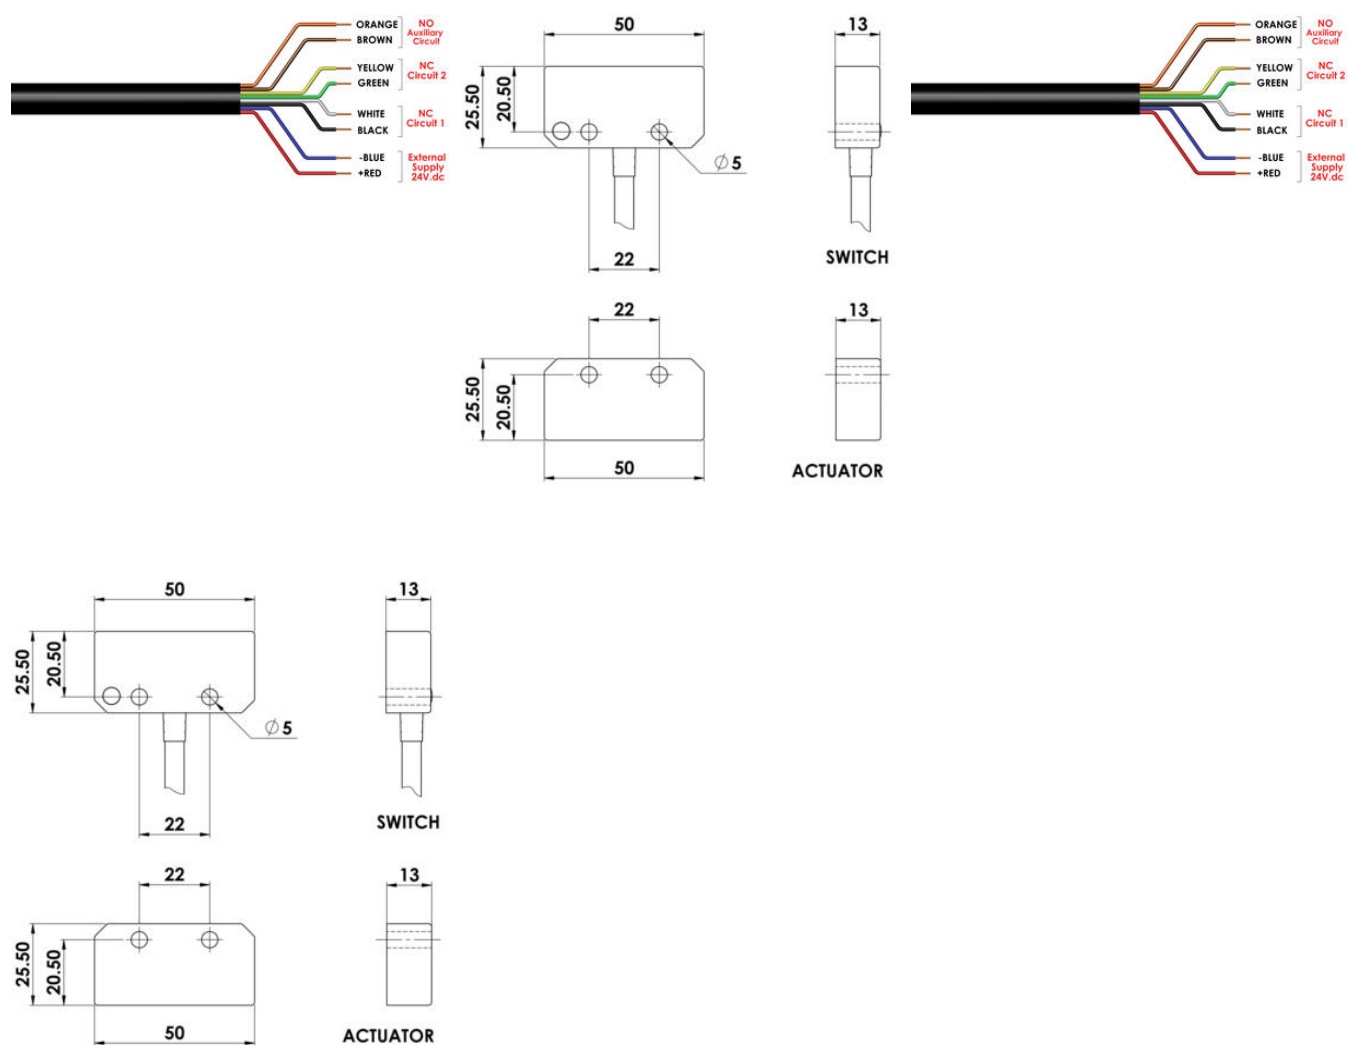 ORANGE
NO
Auxiliary
Circuit
BROWN
YELLOW
NC
Circuit 2
GREEN
WHITE
NC
Circuit 1
BLACK
-BLUE
External
Supply
24V.dc
+RED
50
13
25.50
20.50
Ø 5
22
SWITCH
22
13
25.50
20.50
50
ACTUATOR
ORANGE
NO
Auxiliary
Circuit
BROWN
YELLOW
NC
Circuit 2
GREEN
WHITE
NC
Circuit 1
BLACK
-BLUE
External
Supply
24V.dc
+RED
50
13
25.50
20.50
Ø 5
22
SWITCH
22
13
25.50
20.50
50
ACTUATOR